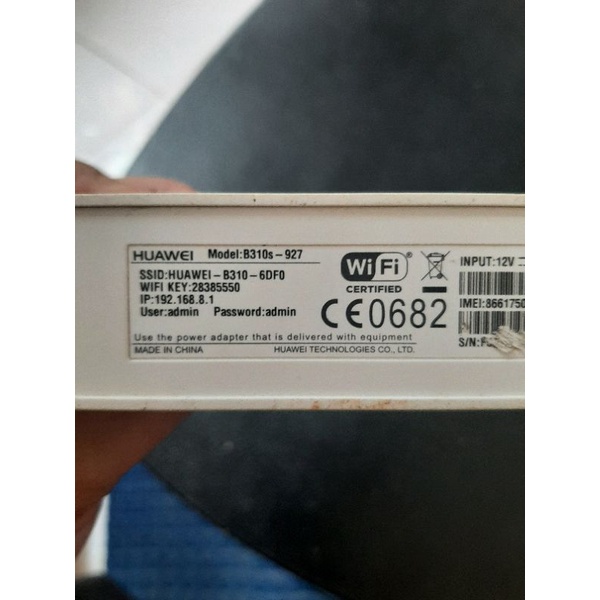 HUAWEI Model:B310s-927
SSID:HUAWEI-B310-6DF0
WIFI KEY:28385550
IP:192.168.8.1
User:admin Password:admin
Use the power adapter that is delivered with equipment
MADE IN CHINA HUAWEI TECHNOLOGIES CO., LTD.
WiFi®
CERTIFIED
CE0682
INPUT:12V
IMEI:8661750
S/N:F